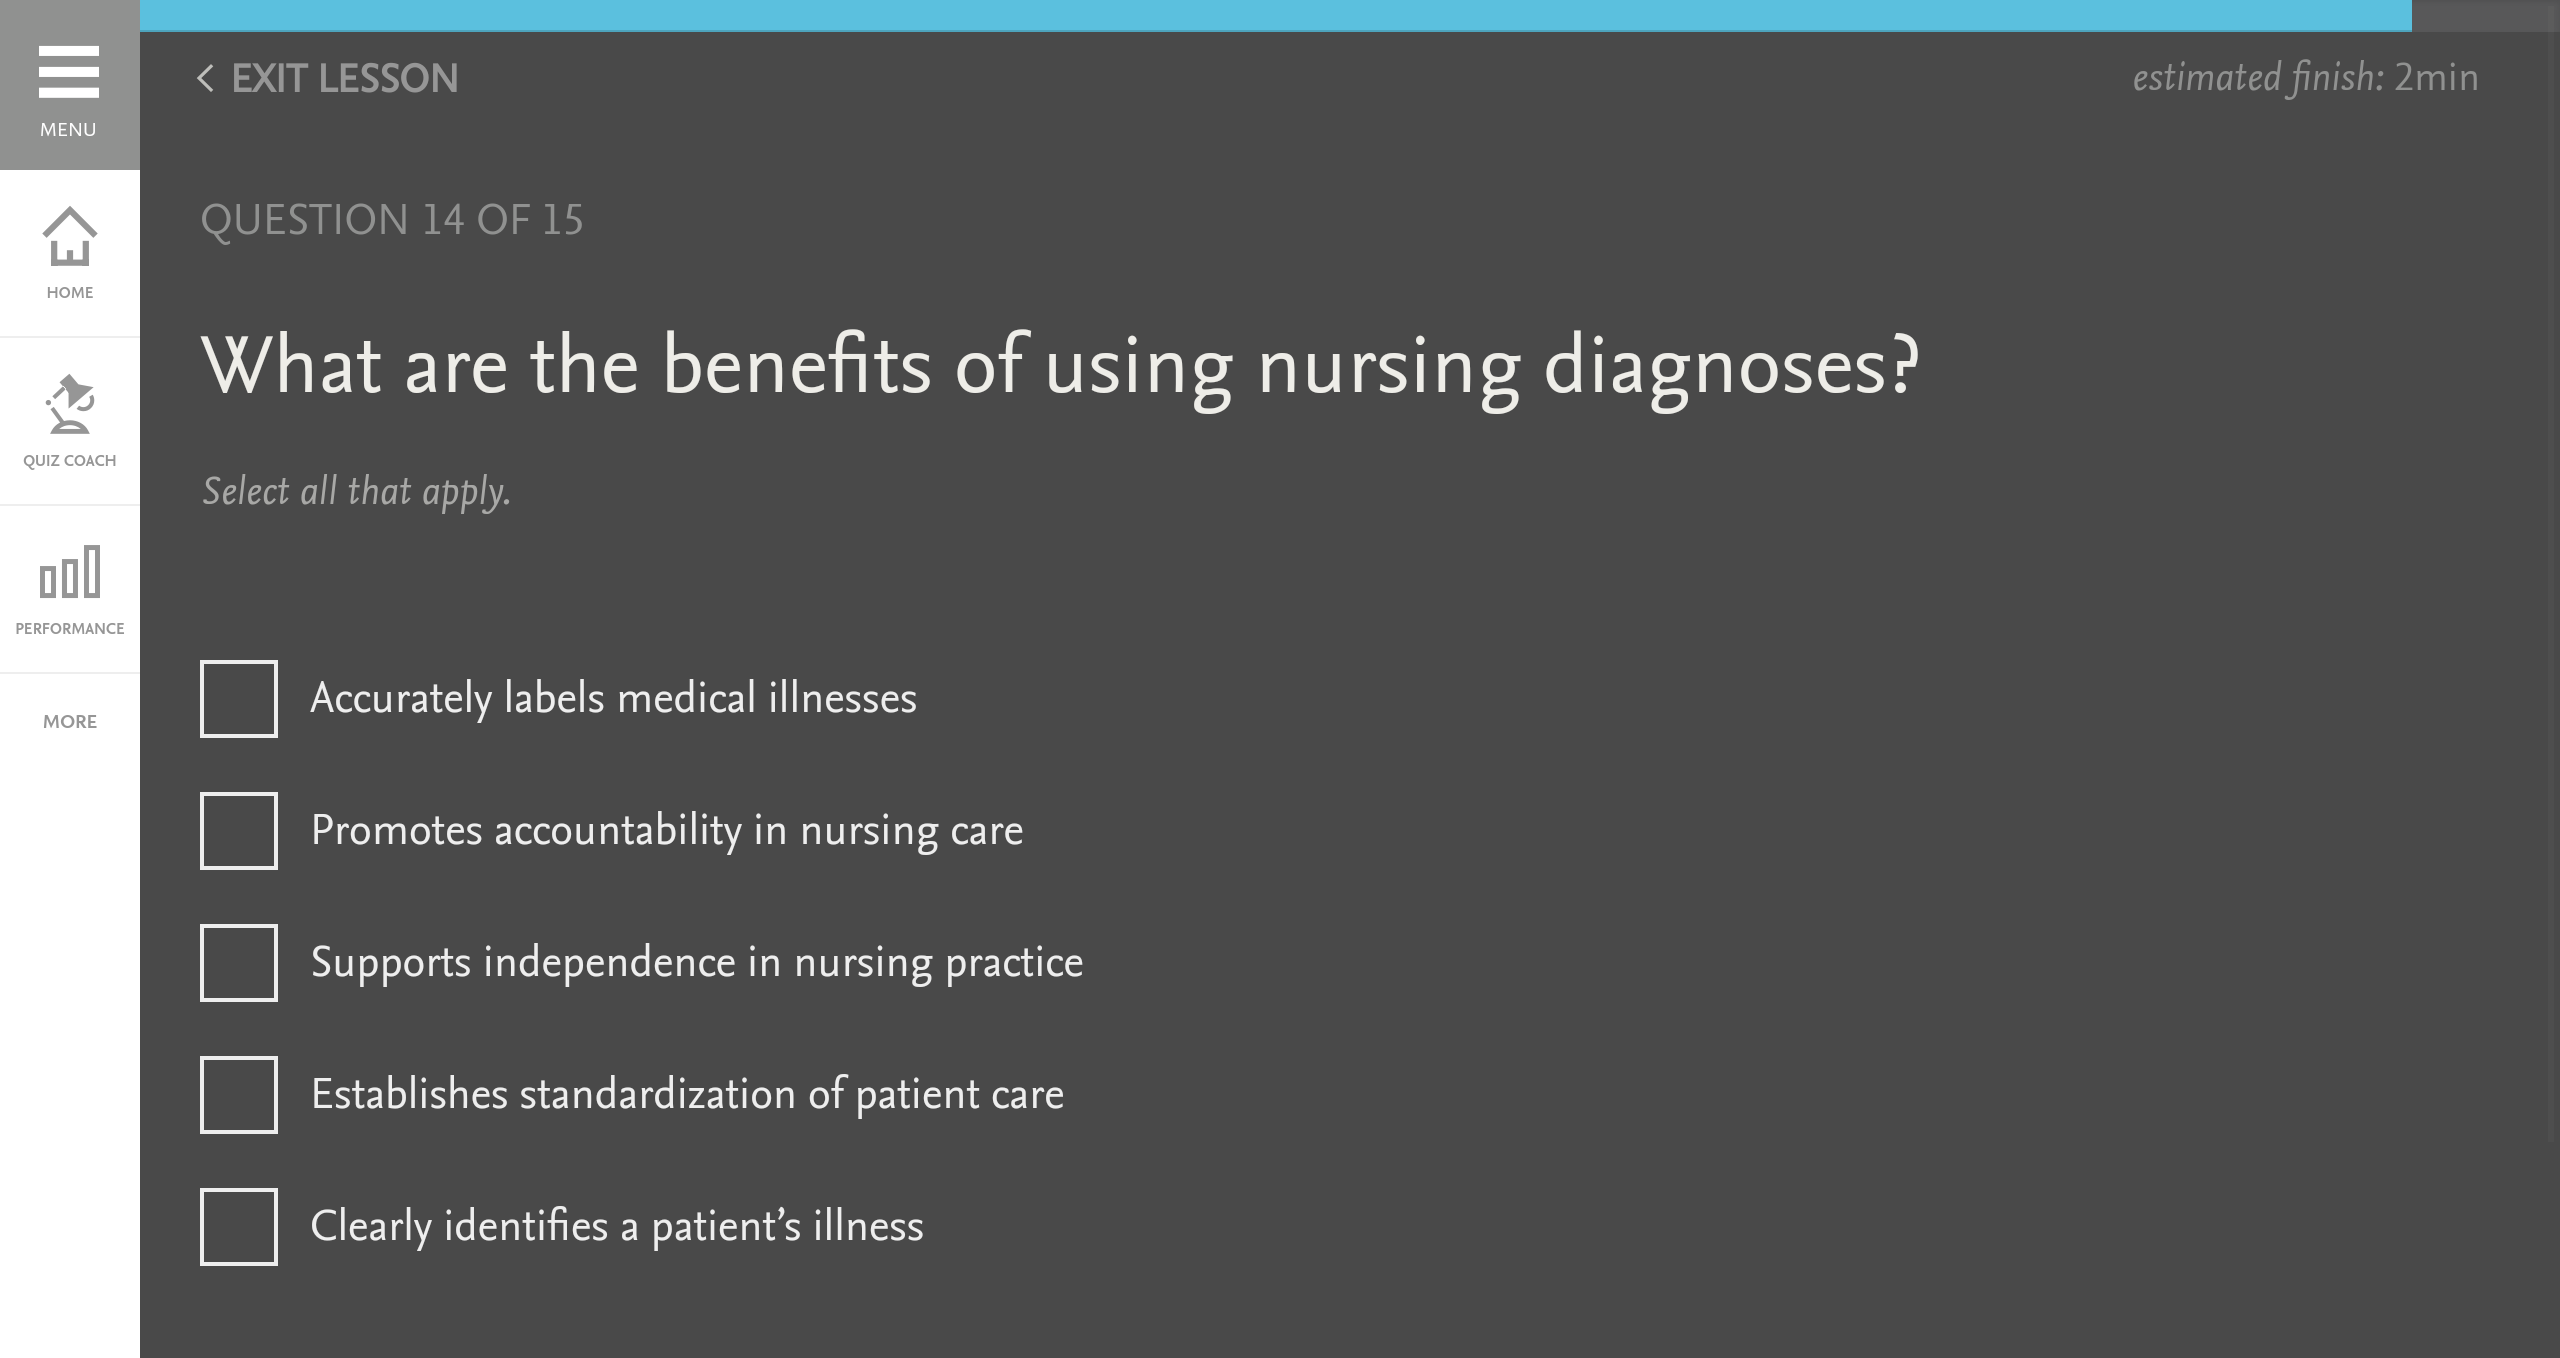 MENU
HOME
QUIZ COACH
PERFORMANCE
MORE
EXIT LESSON
estimated finish: 2min
QUESTION 14 OF 15
What are the benefits of using nursing diagnoses?
Select all that apply.
Accurately labels medical illnesses
Promotes accountability in nursing care
Supports independence in nursing practice
Establishes standardization of patient care
Clearly identifies a patient’s illness